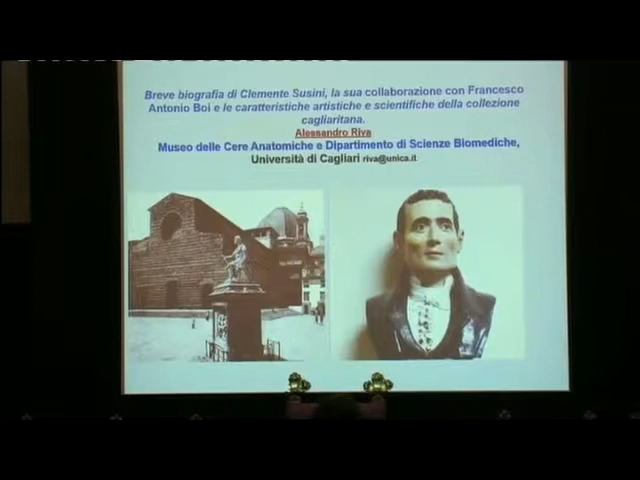 Breve biografia di Clemente Susini, la sua collaborazione con Francesco
Antonio Boi e le caratteristiche artistiche e scientifiche della collezione
cagliaritana.
Alessandro Riva
Museo delle Cere Anatomiche e Dipartimento di Scienze Biomediche,
Università di Cagliari riva@unica.it